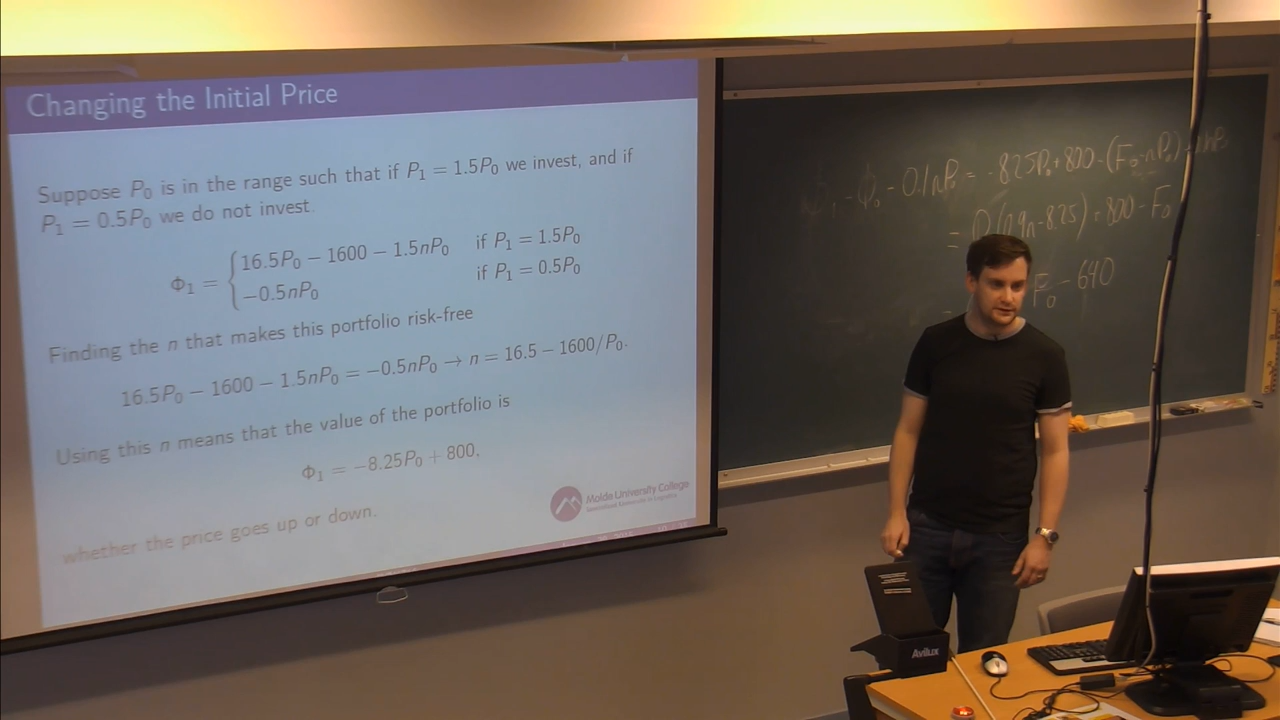 Changing the Initial Price
Suppose P₀ is in the range such that if P₁ = 1.5P₀ we invest, and if
P₁ = 0.5P₀ we do not invest.
Φ₁ = { 16.5P₀ − 1600 − 1.5nP₀ if P₁ = 1.5P₀
−0.5nP₀ if P₁ = 0.5P₀
Finding the n that makes this portfolio risk-free
16.5P₀ − 1600 − 1.5nP₀ = −0.5nP₀ → n = 16.5 − 1600/P₀.
Using this n means that the value of the portfolio is
Φ₁ = −8.25P₀ + 800,
whether the price goes up or down.
Molde University College
- Φ₀ - 0.1nP₀ = -8.25P₀ + 800 - (F₀ - nP₀)
= P₀(0.9n - 8.25) + 800 - F₀
F₀ - 640
Avilux